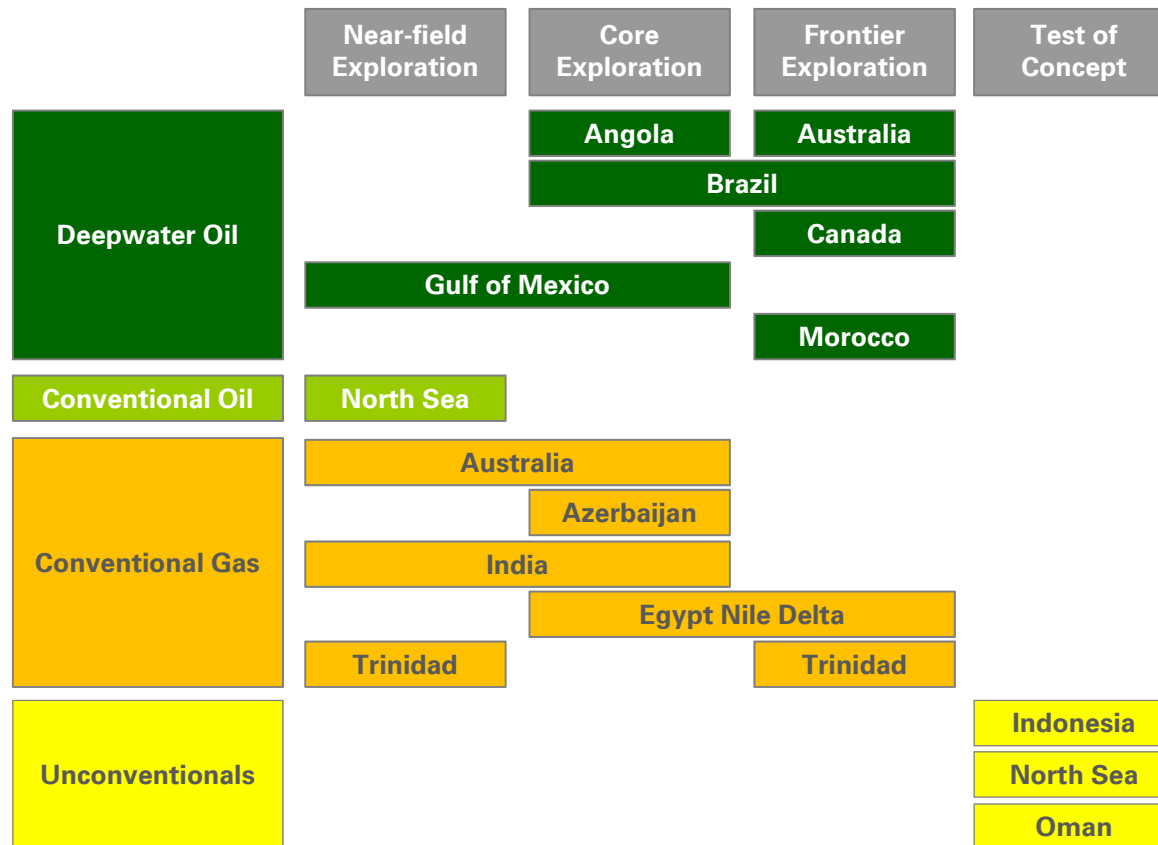 Near-field
Exploration
Core
Exploration
Frontier
Exploration
Test of
Concept
Deepwater Oil
Angola
Australia
Brazil
Canada
Gulf of Mexico
Morocco
Conventional Oil
North Sea
Conventional Gas
Australia
Azerbaijan
India
Egypt Nile Delta
Trinidad
Trinidad
Unconventionals
Indonesia
North Sea
Oman